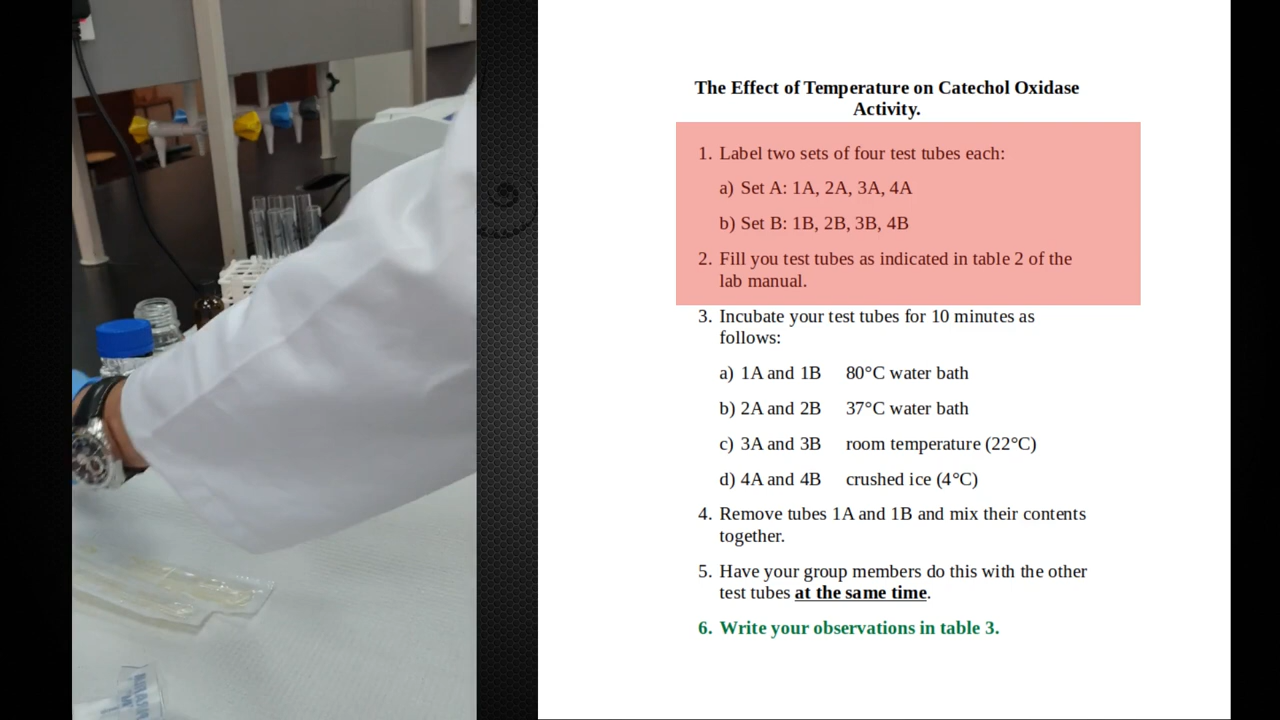 The Effect of Temperature on Catechol Oxidase
Activity.
1. Label two sets of four test tubes each:
a) Set A: 1A, 2A, 3A, 4A
b) Set B: 1B, 2B, 3B, 4B
2. Fill you test tubes as indicated in table 2 of the
lab manual.
3. Incubate your test tubes for 10 minutes as
follows:
a) 1A and 1B 80°C water bath
b) 2A and 2B 37°C water bath
c) 3A and 3B room temperature (22°C)
d) 4A and 4B crushed ice (4°C)
4. Remove tubes 1A and 1B and mix their contents
together.
5. Have your group members do this with the other
test tubes at the same time.
6. Write your observations in table 3.